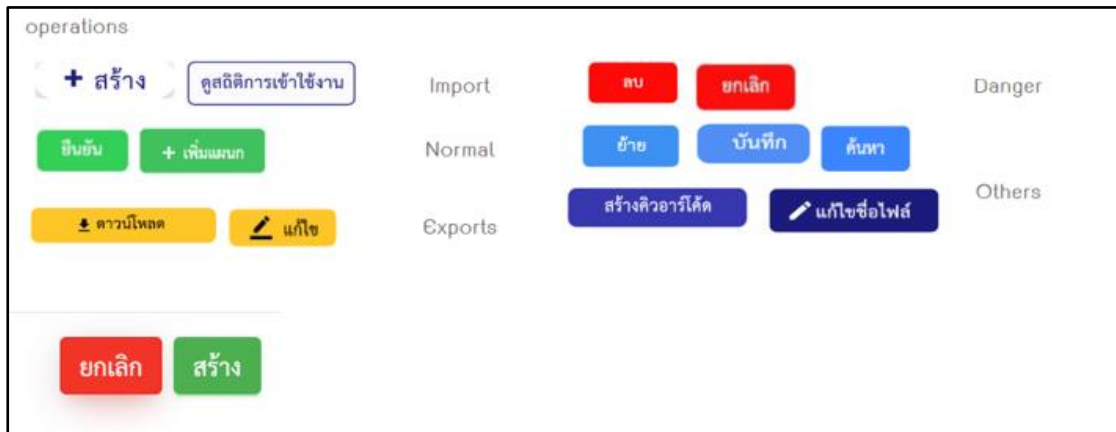 operations
+ สร้าง ดูสถิติการเข้าใช้งาน Import ลบ ยกเลิก Danger
ยืนยัน + เพิ่มแผนก Normal ย้าย บันทึก ค้นหา
ดาวน์โหลด แก้ไข Exports สร้างคิวอาร์โค้ด แก้ไขชื่อไฟล์ Others
ยกเลิก สร้าง